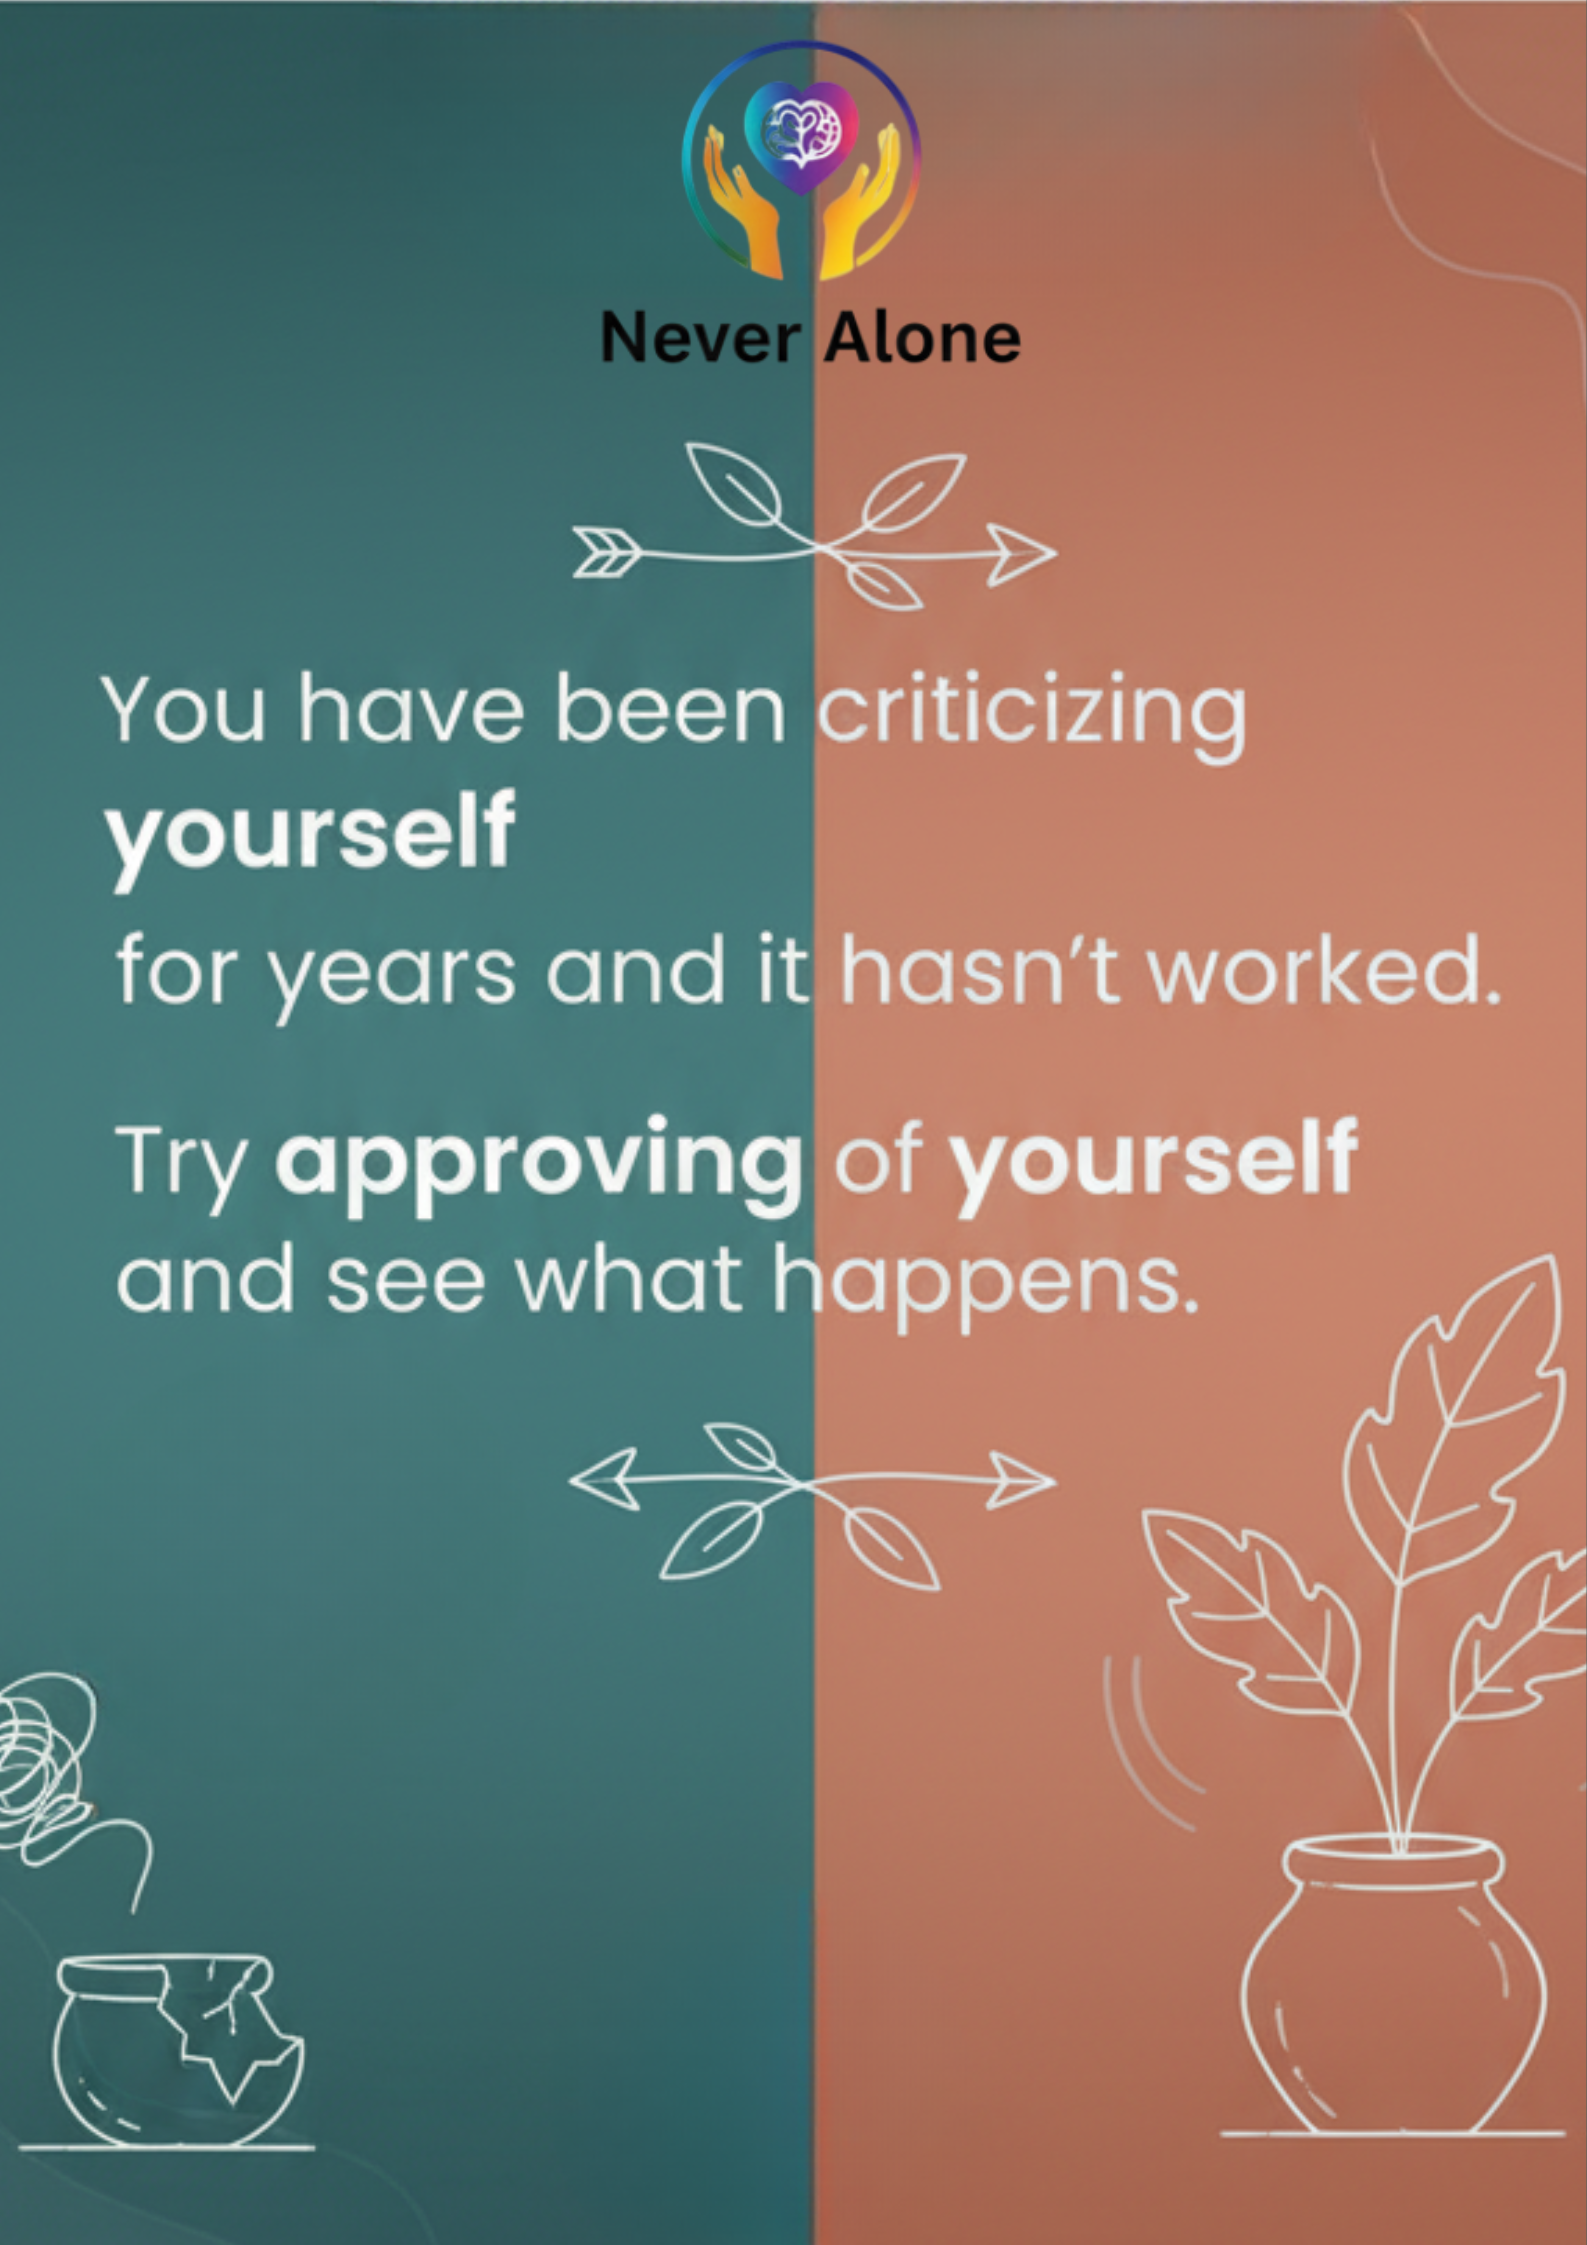 Never Alone
You have been criticizing
yourself
for years and it hasn’t worked.
Try approving of yourself
and see what happens.